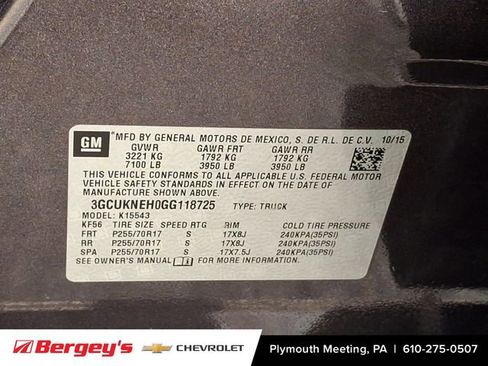 GM MFD BY GENERAL MOTORS DE MEXICO, S. DE R.L. DE C.V. 10/15
GVWR GAWR FRT GAWR RR
3221 KG 1792 KG 1792 KG
7100 LB 3950 LB 3950 LB
THIS VEHICLE CONFORMS TO ALL APPLICABLE U.S. FEDERAL MOTOR
VEHICLE SAFETY, BUMPER, AND THEFT PREVENTION STANDARDS
IN EFFECT ON THE DATE OF MANUFACTURE SHOWN ABOVE.
3GCUKNEH0GG118725 TYPE: TRUCK
MODEL: K15543
KF56 TIRE SIZE SPEED RTG RIM COLD TIRE PRESSURE
FRT P255/70R17 S 17X8J 240KPA(35PSI)
RR P255/70R17 S 17X8J 240KPA(35PSI)
SPA P255/70R17 S 17X7.5J 240KPA(35PSI)
SEE OWNER'S MANUAL FOR MORE INFORMATION.
Bergey's CHEVROLET Plymouth Meeting, PA | 610-275-0507